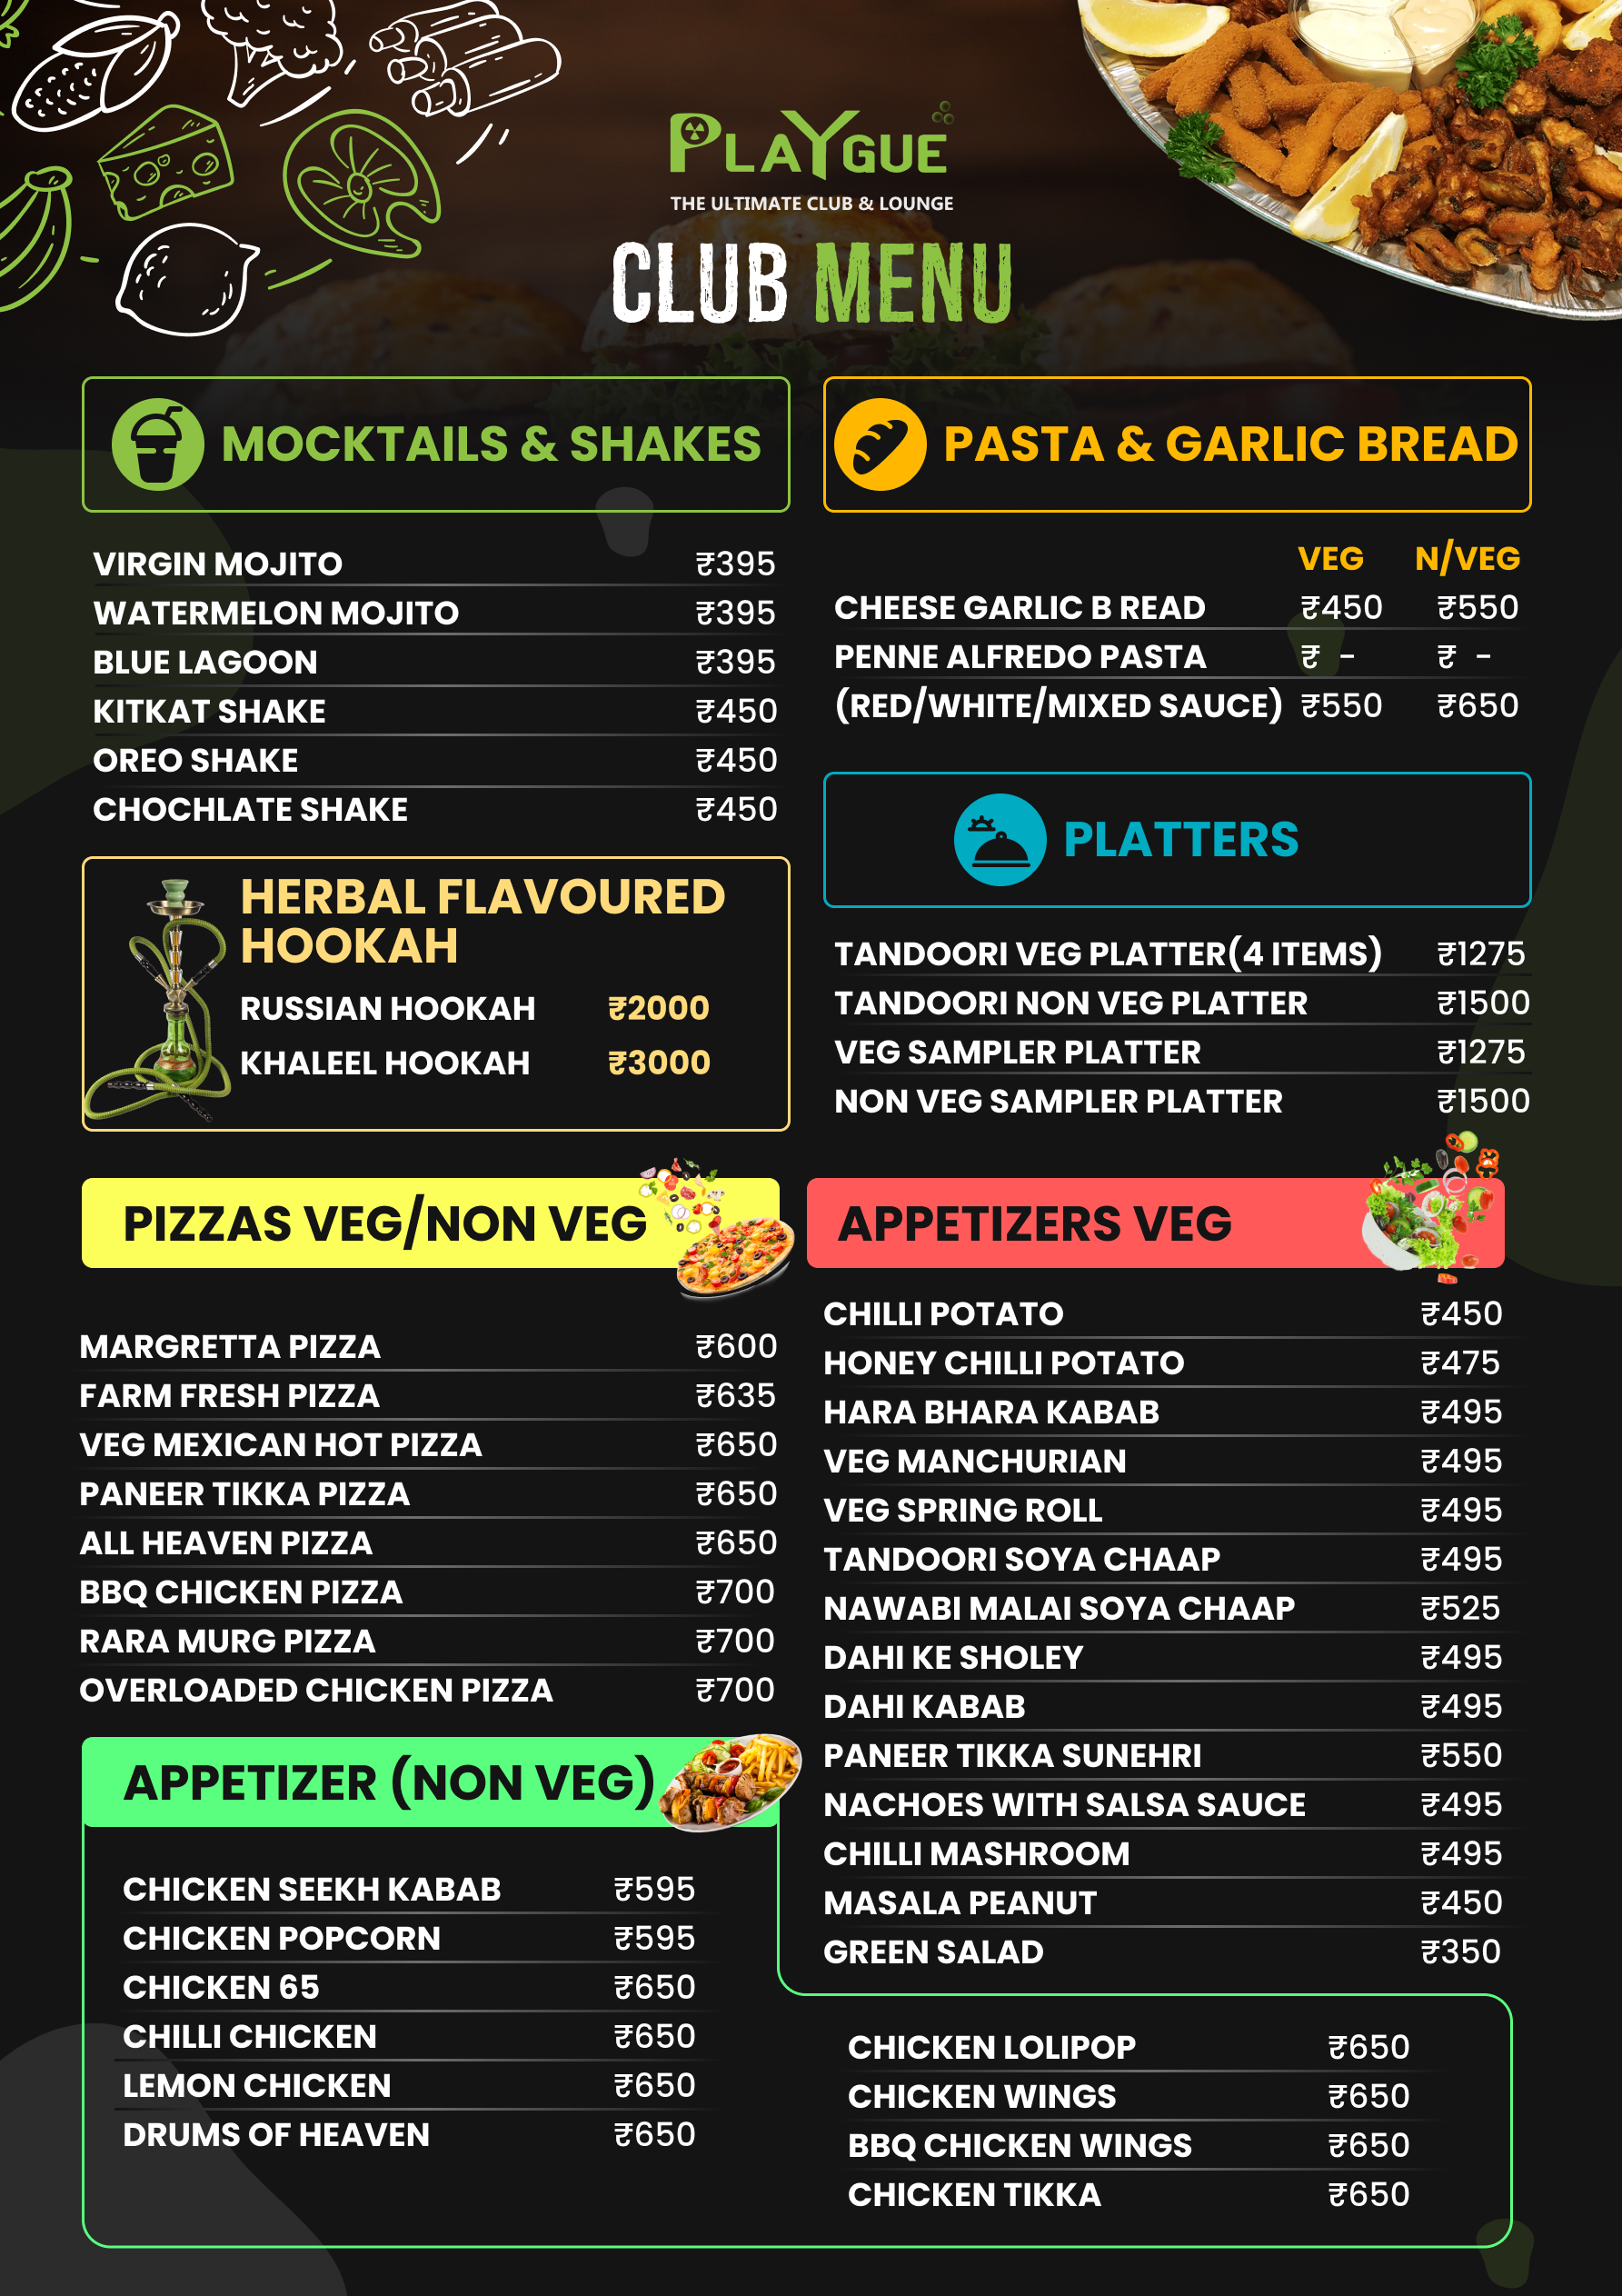 PLAYGUE
THE ULTIMATE CLUB & LOUNGE
CLUB MENU
MOCKTAILS & SHAKES
VIRGIN MOJITO ₹395
WATERMELON MOJITO ₹395
BLUE LAGOON ₹395
KITKAT SHAKE ₹450
OREO SHAKE ₹450
CHOCHLATE SHAKE ₹450
HERBAL FLAVOURED
HOOKAH
RUSSIAN HOOKAH ₹2000
KHALEEL HOOKAH ₹3000
PASTA & GARLIC BREAD
VEG N/VEG
CHEESE GARLIC B READ ₹450 ₹550
PENNE ALFREDO PASTA ₹ - ₹ -
(RED/WHITE/MIXED SAUCE) ₹550 ₹650
PLATTERS
TANDOORI VEG PLATTER(4 ITEMS) ₹1275
TANDOORI NON VEG PLATTER ₹1500
VEG SAMPLER PLATTER ₹1275
NON VEG SAMPLER PLATTER ₹1500
PIZZAS VEG/NON VEG
MARGRETTA PIZZA ₹600
FARM FRESH PIZZA ₹635
VEG MEXICAN HOT PIZZA ₹650
PANEER TIKKA PIZZA ₹650
ALL HEAVEN PIZZA ₹650
BBQ CHICKEN PIZZA ₹700
RARA MURG PIZZA ₹700
OVERLOADED CHICKEN PIZZA ₹700
APPETIZERS VEG
CHILLI POTATO ₹450
HONEY CHILLI POTATO ₹475
HARA BHARA KABAB ₹495
VEG MANCHURIAN ₹495
VEG SPRING ROLL ₹495
TANDOORI SOYA CHAAP ₹495
NAWABI MALAI SOYA CHAAP ₹525
DAHI KE SHOLEY ₹495
DAHI KABAB ₹495
PANEER TIKKA SUNEHRI ₹550
NACHOES WITH SALSA SAUCE ₹495
CHILLI MASHROOM ₹495
MASALA PEANUT ₹450
GREEN SALAD ₹350
APPETIZER (NON VEG)
CHICKEN SEEKH KABAB ₹595
CHICKEN POPCORN ₹595
CHICKEN 65 ₹650
CHILLI CHICKEN ₹650
LEMON CHICKEN ₹650
DRUMS OF HEAVEN ₹650
CHICKEN LOLIPOP ₹650
CHICKEN WINGS ₹650
BBQ CHICKEN WINGS ₹650
CHICKEN TIKKA ₹650